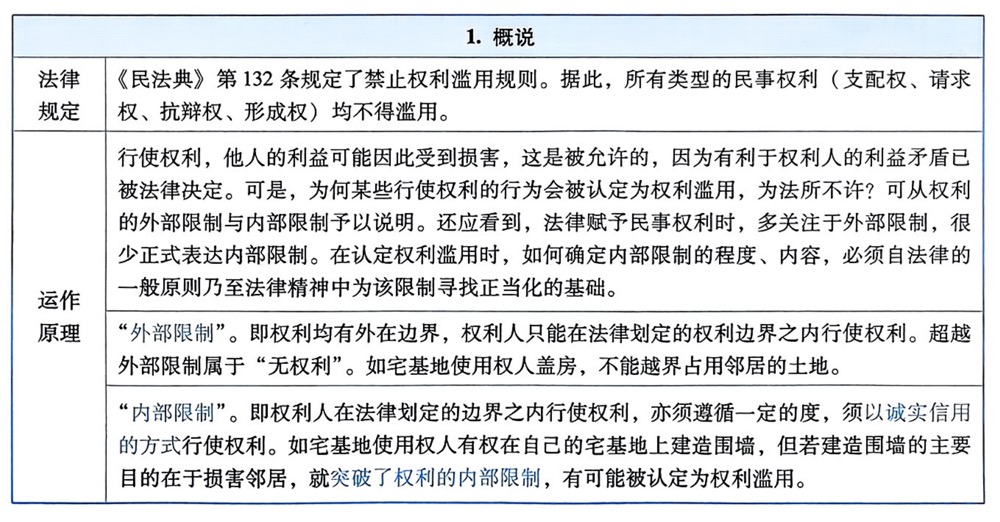 1. 概说
法律
规定
《民法典》第 132 条规定了禁止权利滥用规则。据此，所有类型的民事权利（支配权、请求
权、抗辩权、形成权）均不得滥用。
运作
原理
行使权利，他人的利益可能因此受到损害，这是被允许的，因为有利于权利人的利益矛盾已
被法律决定。可是，为何某些行使权利的行为会被认定为权利滥用，为法所不许？可从权利
的外部限制与内部限制予以说明。还应看到，法律赋予民事权利时，多关注于外部限制，很
少正式表达内部限制。在认定权利滥用时，如何确定内部限制的程度、内容，必须自法律的
一般原则乃至法律精神中为该限制寻找正当化的基础。
“外部限制”。即权利均有外在边界，权利人只能在法律划定的权利边界之内行使权利。超越
外部限制属于“无权利”。如宅基地使用权人盖房，不能越界占用邻居的土地。
“内部限制”。即权利人在法律划定的边界之内行使权利，亦须遵循一定的度，须以诚实信用
的方式行使权利。如宅基地使用权人有权在自己的宅基地上建造围墙，但若建造围墙的主要
目的在于损害邻居，就突破了权利的内部限制，有可能被认定为权利滥用。